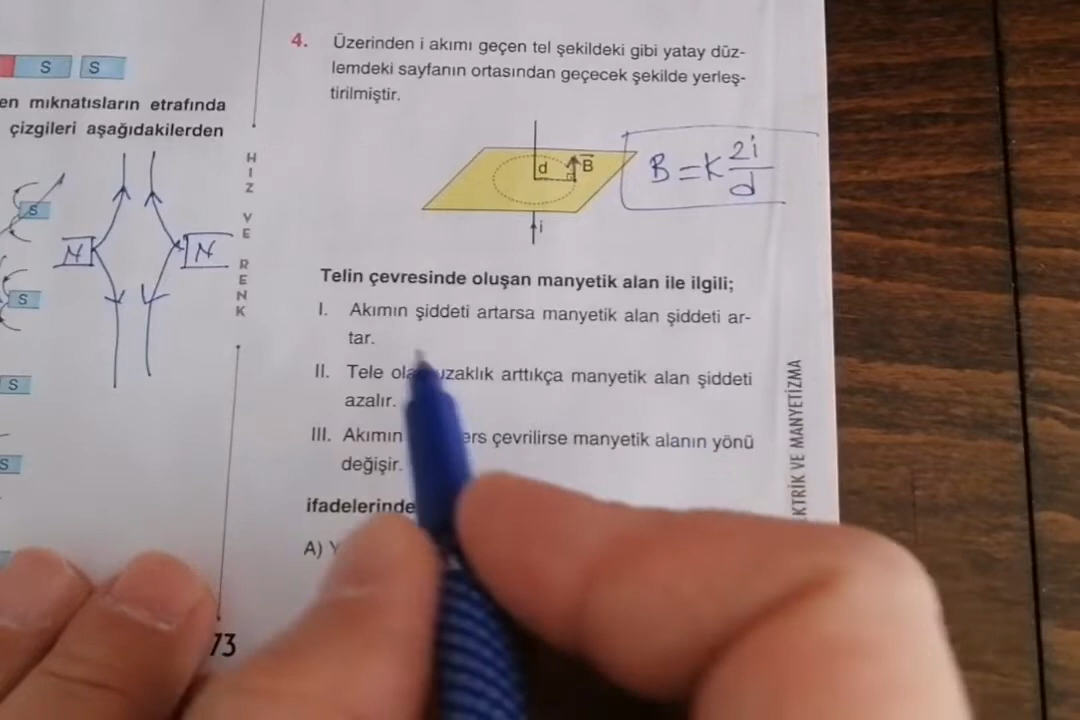 S S
en mıknatısların etrafında
çizgileri aşağıdakilerden
S
N N
S
S
S
HIZ VE RENK
73
4. Üzerinden i akımı geçen tel şekildeki gibi yatay düz-
lemdeki sayfanın ortasından geçecek şekilde yerleş-
tirilmiştir.
d B
i
B = K 2i/d
Telin çevresinde oluşan manyetik alan ile ilgili;
I. Akımın şiddeti artarsa manyetik alan şiddeti ar-
tar.
II. Tele uzaklık arttıkça manyetik alan şiddeti
azalır.
III. Akımın ers çevrilirse manyetik alanın yönü
değişir.
ifadelerinde
A) Y
KTRİK VE MANYETİZMA